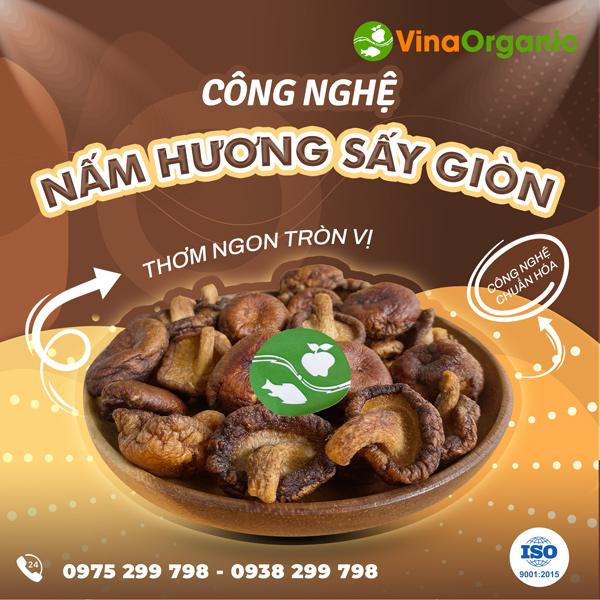 VinaOrganic
CÔNG NGHỆ
NẤM HƯƠNG SẤY GIÒN
THƠM NGON TRÒN VỊ
CÔNG NGHỆ
CHUẨN HÓA
24
0975 299 798 - 0938 299 798
ISO
9001:2015